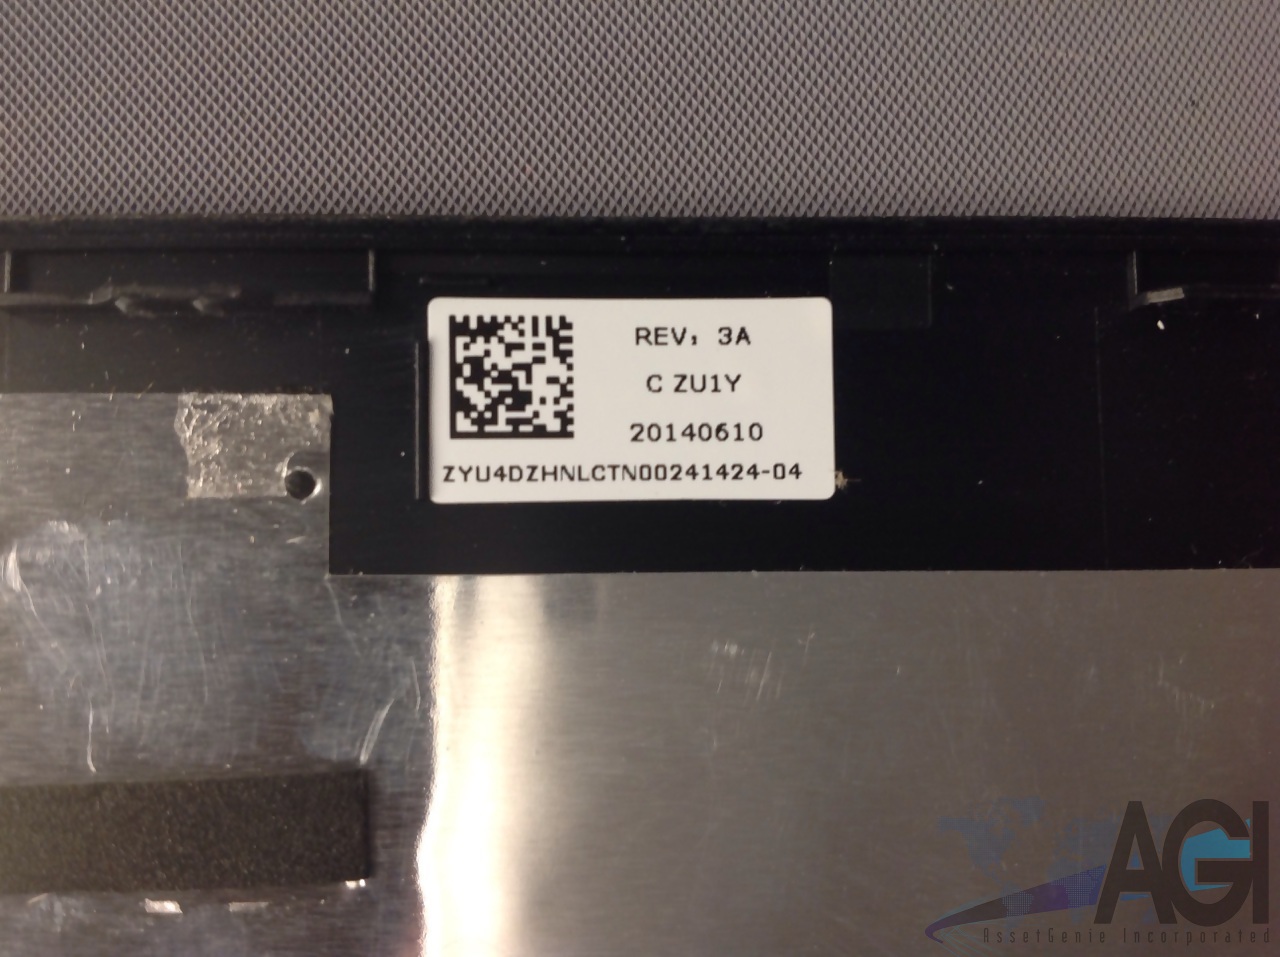 REV: 3A
C ZU1Y
20140610
ZYU4DZHNLCTN00241424-04
AGI
AssetGenie Incorporated